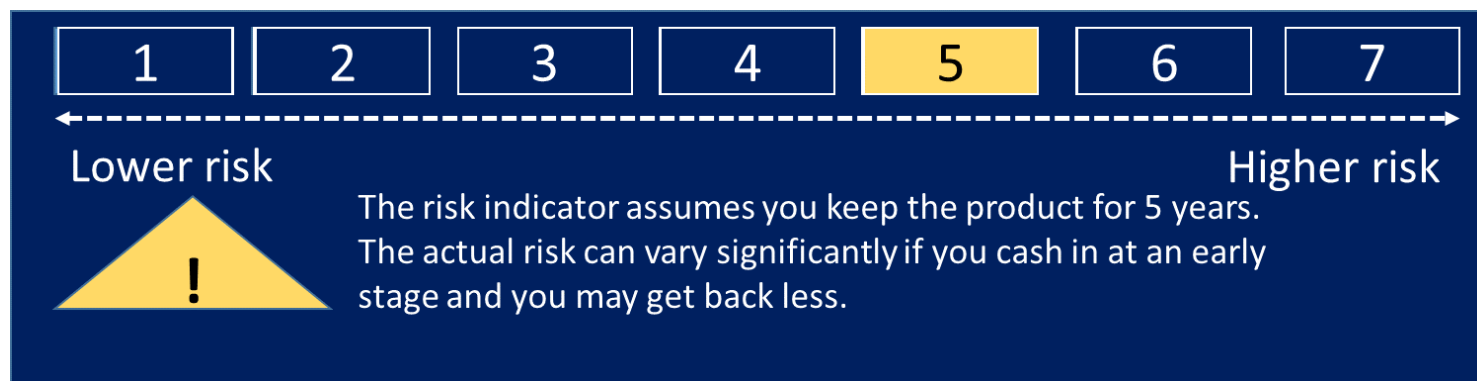 1 2 3 4 5 6 7
Lower risk Higher risk
The risk indicator assumes you keep the product for 5 years.
The actual risk can vary significantly if you cash in at an early
! stage and you may get back less.